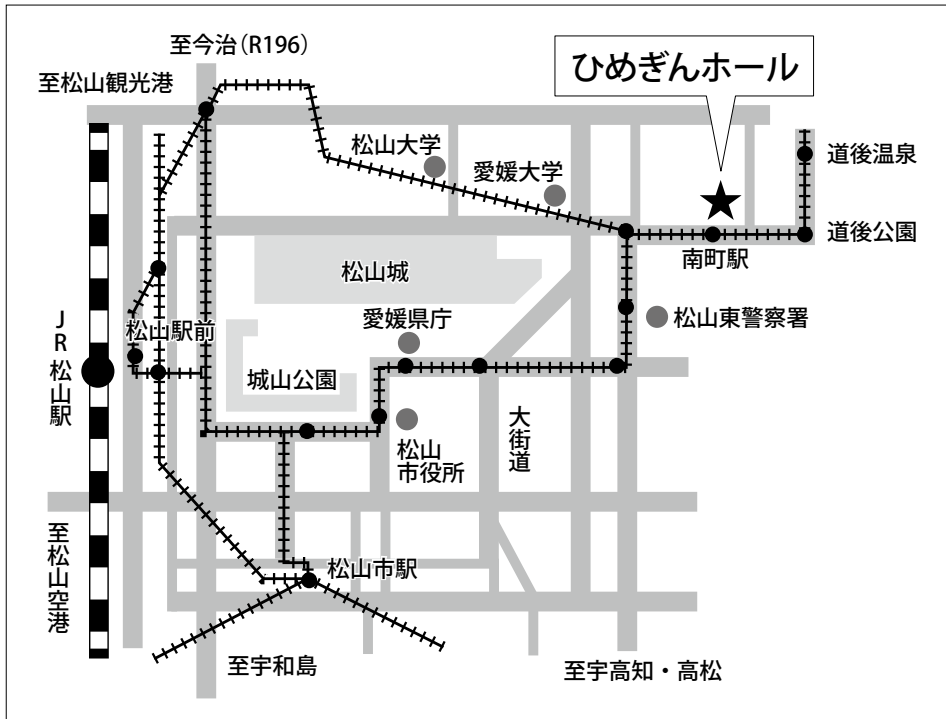 至今治（R196）
至松山観光港
ひめぎんホール
松山大学
愛媛大学
道後温泉
道後公園
南町駅
松山城
松山東警察署
愛媛県庁
松山駅前
JR松山駅
城山公園
大街道
松山
市役所
至松山空港
松山市駅
至宇和島
至宇高知・高松